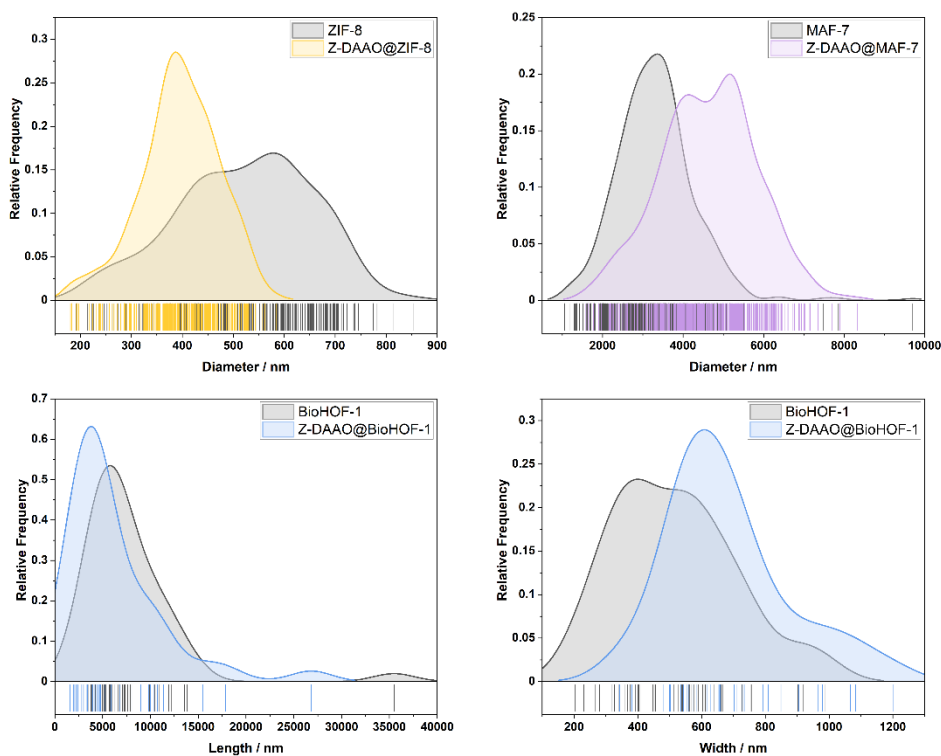 ZIF-8
Z-DAAO@ZIF-8
Relative Frequency
0.3
0.25
0.2
0.15
0.1
0.05
0
200 300 400 500 600 700 800 900
Diameter / nm
MAF-7
Z-DAAO@MAF-7
Relative Frequency
0.25
0.20
0.15
0.10
0.05
0
2000 4000 6000 8000 10000
Diameter / nm
BioHOF-1
Z-DAAO@BioHOF-1
Relative Frequency
0.7
0.6
0.5
0.4
0.3
0.2
0.1
0
0 5000 10000 15000 20000 25000 30000 35000 40000
Length / nm
BioHOF-1
Z-DAAO@BioHOF-1
Relative Frequency
0.3
0.25
0.2
0.15
0.1
0.05
0
200 400 600 800 1000 1200
Width / nm